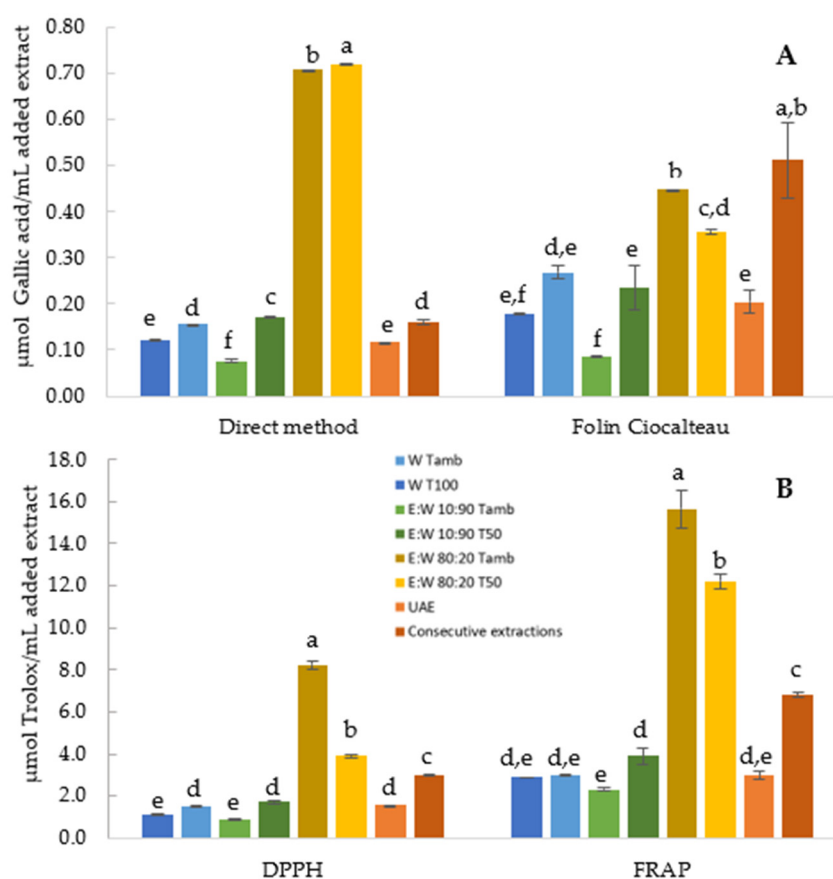 μmol Gallic acid/mL added extract
0.80
0.70
0.60
0.50
0.40
0.30
0.20
0.10
0.00
A
e
d
f
c
b
a
e
d
e,f
d,e
f
e
b
c,d
e
a,b
Direct method
Folin Ciocalteau
μmol Trolox/mL added extract
18.0
16.0
14.0
12.0
10.0
8.0
6.0
4.0
2.0
0.0
B
W Tamb
W T100
E:W 10:90 Tamb
E:W 10:90 T50
E:W 80:20 Tamb
E:W 80:20 T50
UAE
Consecutive extractions
e
d
e
d
a
b
d
c
d,e
d,e
e
d
a
b
d,e
c
DPPH
FRAP